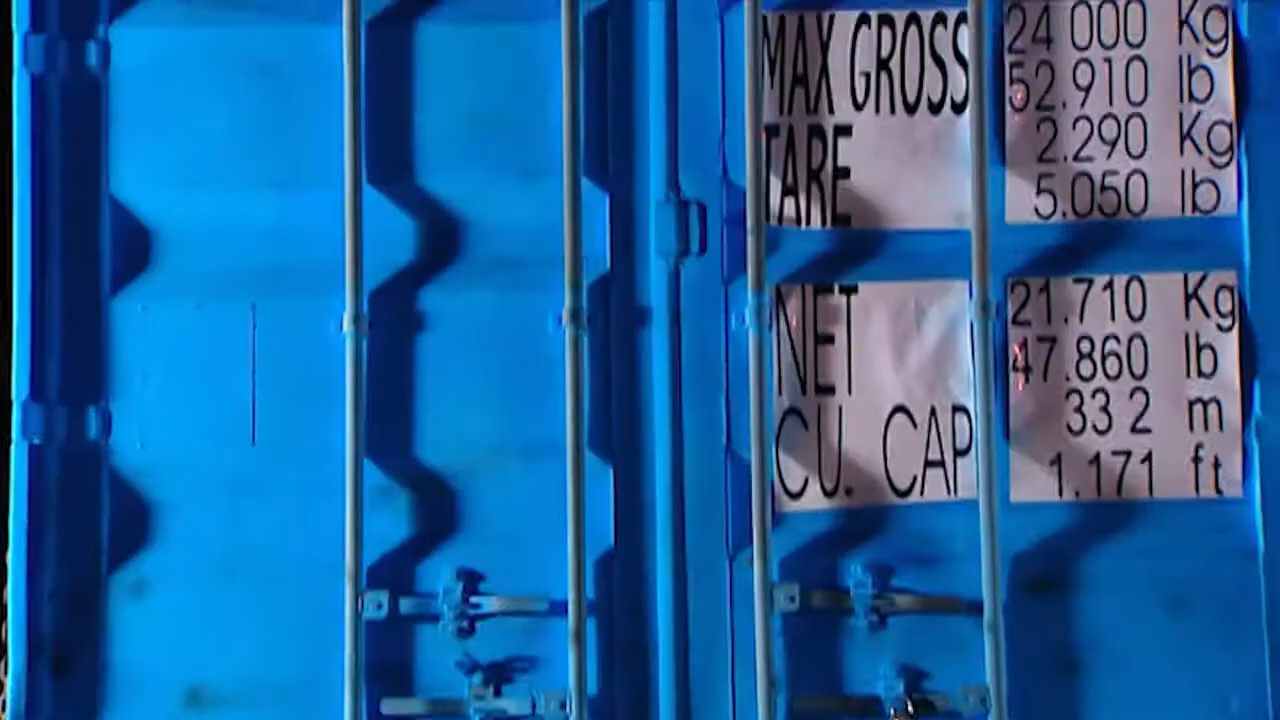 MAX GROSS 24 000 Kg
52.910 lb
TARE 2.290 Kg
5.050 lb
NET 21.710 Kg
47.860 lb
CU. CAP 33 2 m
1.171 ft